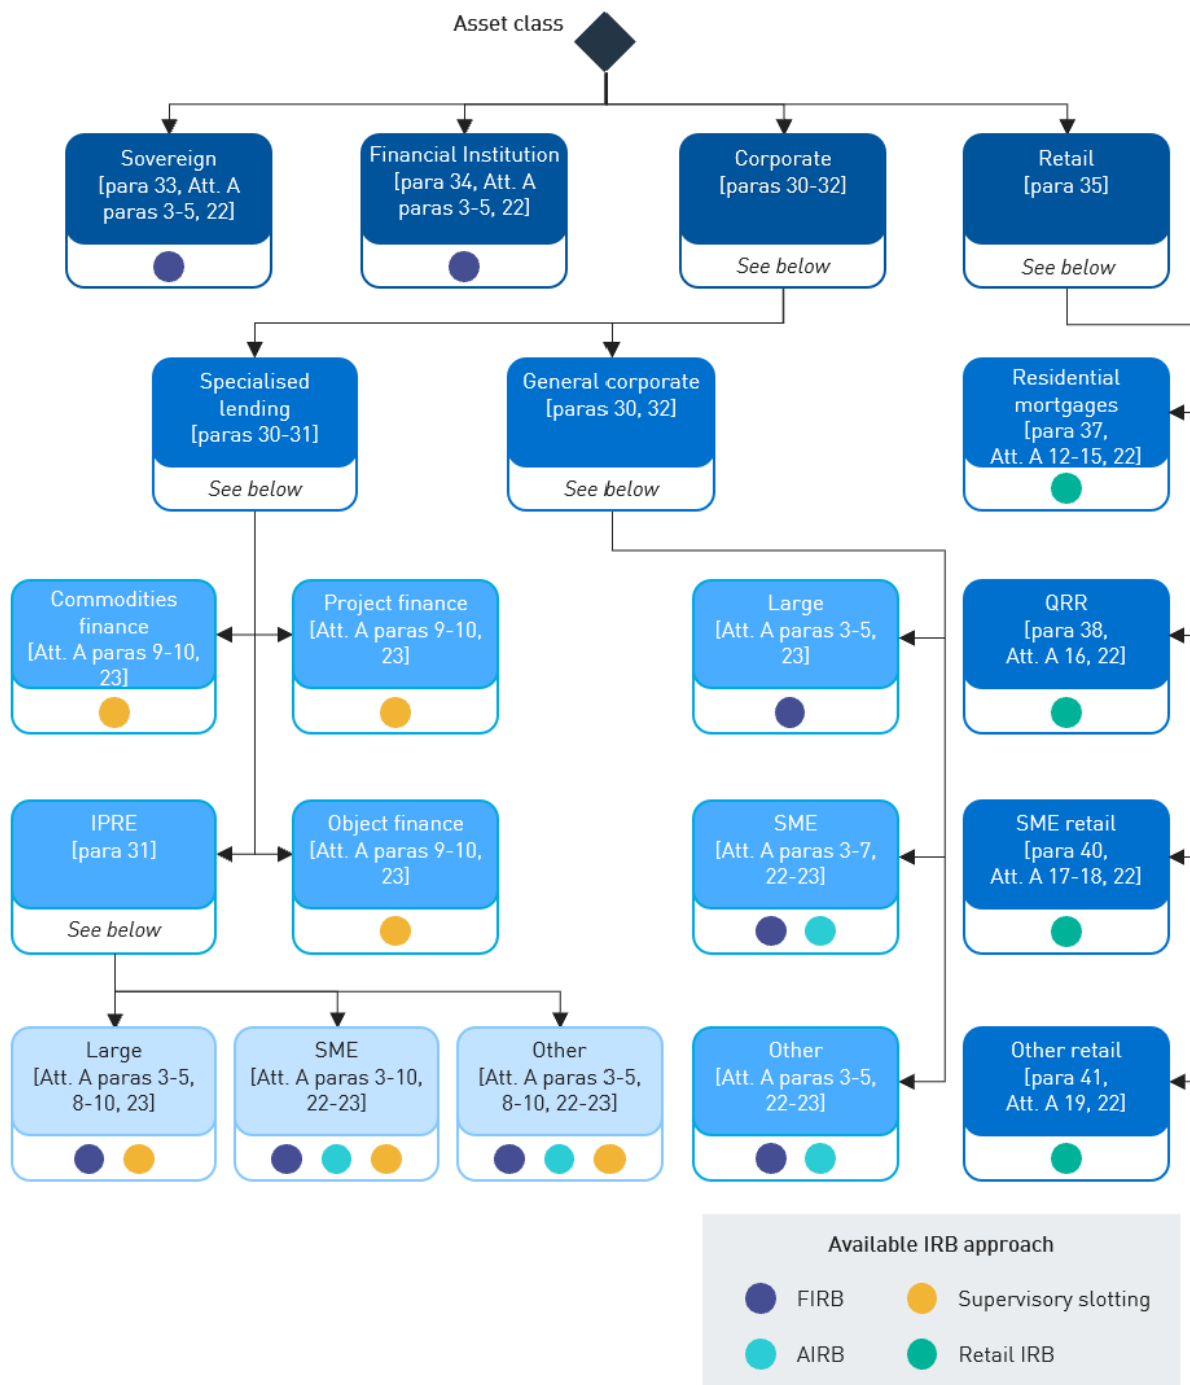 Asset class
Sovereign
[para 33, Att. A
paras 3-5, 22]
Financial Institution
[para 34, Att. A
paras 3-5, 22]
Corporate
[paras 30-32]
See below
Retail
[para 35]
See below
Specialised
lending
[paras 30-31]
See below
General corporate
[paras 30, 32]
See below
Residential
mortgages
[para 37,
Att. A 12-15, 22]
Commodities
finance
[Att. A paras 9-10,
23]
Project finance
[Att. A paras 9-10,
23]
Large
[Att. A paras 3-5,
23]
QRR
[para 38,
Att. A 16, 22]
IPRE
[para 31]
See below
Object finance
[Att. A paras 9-10,
23]
SME
[Att. A paras 3-7,
22-23]
SME retail
[para 40,
Att. A 17-18, 22]
Large
[Att. A paras 3-5,
8-10, 23]
SME
[Att. A paras 3-10,
22-23]
Other
[Att. A paras 3-5,
8-10, 22-23]
Other
[Att. A paras 3-5,
22-23]
Other retail
[para 41,
Att. A 19, 22]
Available IRB approach
FIRB
Supervisory slotting
AIRB
Retail IRB